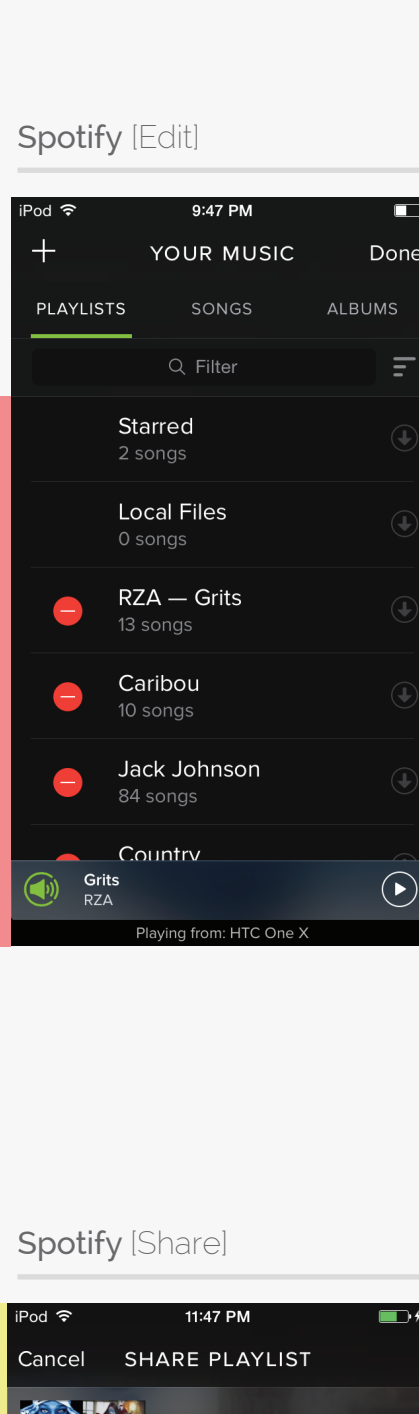 Spotify [Edit]
iPod 9:47 PM
YOUR MUSIC Done
PLAYLISTS SONGS ALBUMS
Filter
Starred
2 songs
Local Files
0 songs
RZA — Grits
13 songs
Caribou
10 songs
Jack Johnson
84 songs
Country
Grits
RZA
Playing from: HTC One X
Spotify [Share]
iPod 11:47 PM
Cancel SHARE PLAYLIST